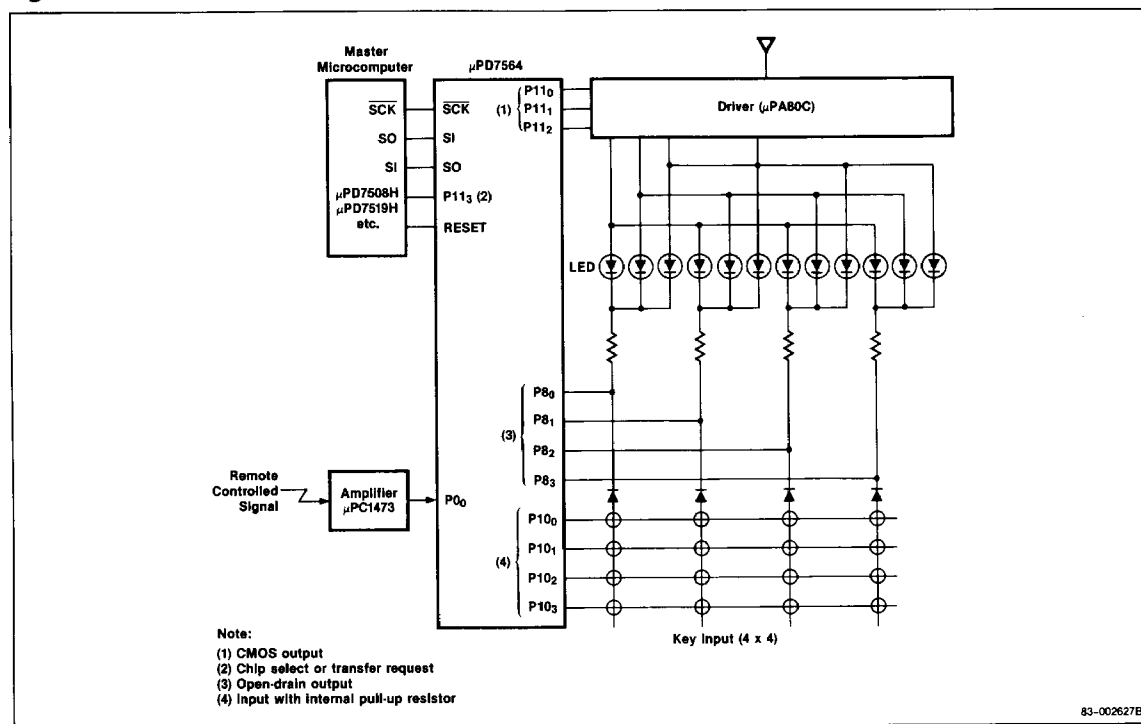 Master
Microcomputer
SCK
SO
SI
μPD7508H
μPD7519H
etc.
μPD7564
SCK
SI
SO
P11₃ (2)
RESET
(1)
P11₀
P11₁
P11₂
Driver (μPA80C)
LED
(3)
P8₀
P8₁
P8₂
P8₃
Remote
Controlled
Signal
Amplifier
μPC1473
P0₀
(4)
P10₀
P10₁
P10₂
P10₃
Key Input (4 x 4)
Note:
(1) CMOS output
(2) Chip select or transfer request
(3) Open-drain output
(4) Input with internal pull-up resistor
83-002627B